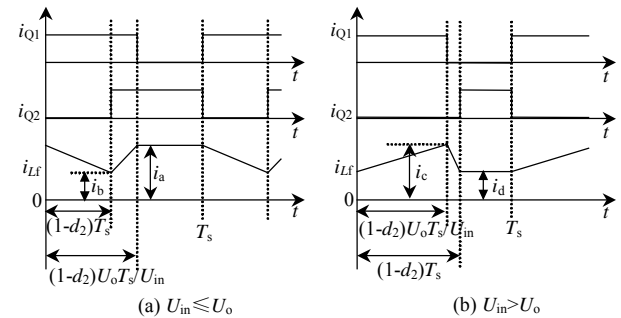 iQ1
t
iQ2
iLf
ib
ia
0
t
(1-d2)Ts
Ts
(1-d2)UoTs/Uin
(a) Uin≤Uo
iQ1
t
iQ2
iLf
ic
id
0
t
(1-d2)UoTs/Uin
Ts
(1-d2)Ts
(b) Uin>Uo